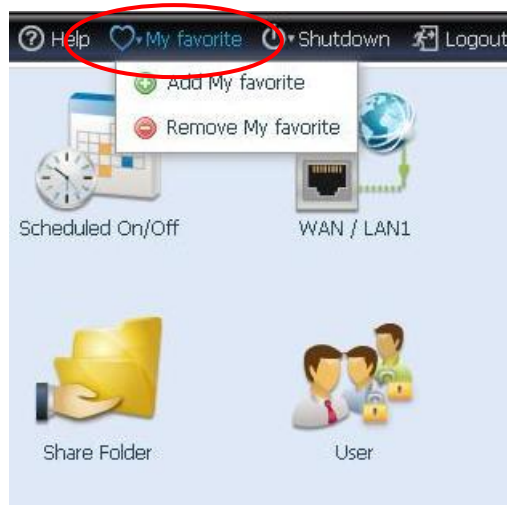 Help My favorite Shutdown Logout
Add My favorite
Remove My favorite
Scheduled On/Off WAN / LAN1
Share Folder User